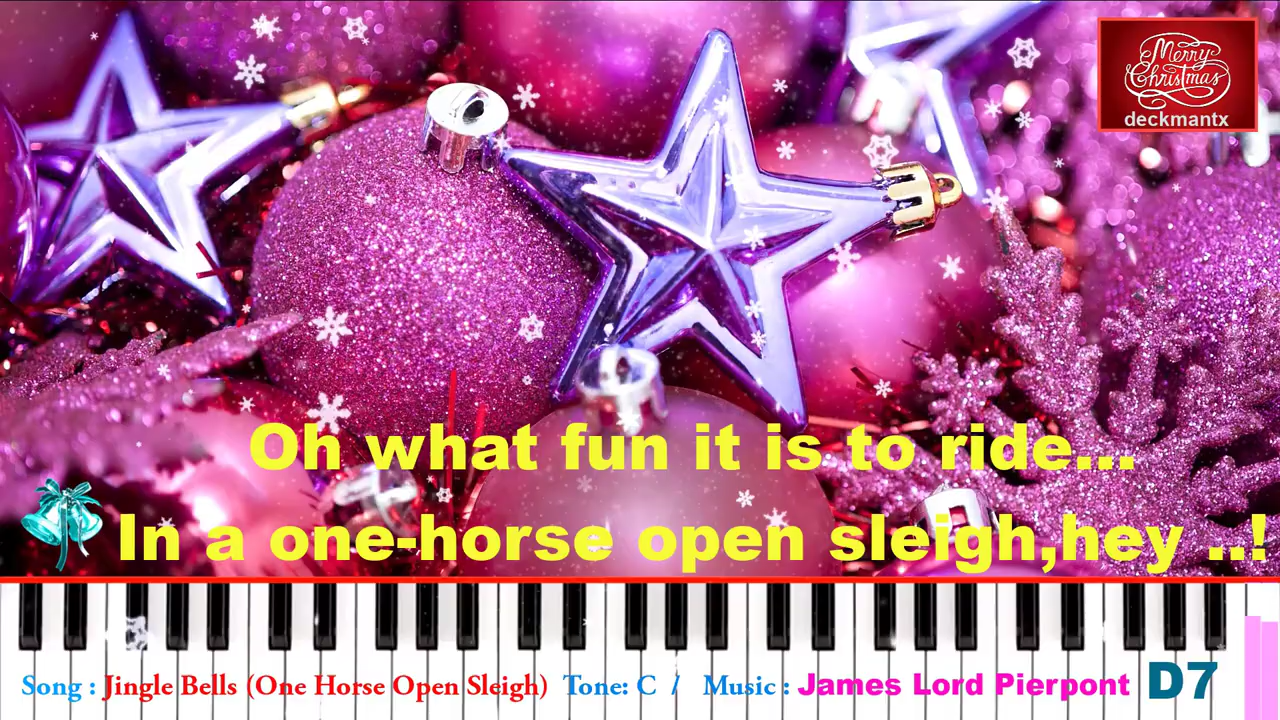 Merry
Christmas
deckmantx
Oh what fun it is to ride...
In a one-horse open sleigh,hey ..!
Song : Jingle Bells (One Horse Open Sleigh) Tone: C / Music : James Lord Pierpont D7